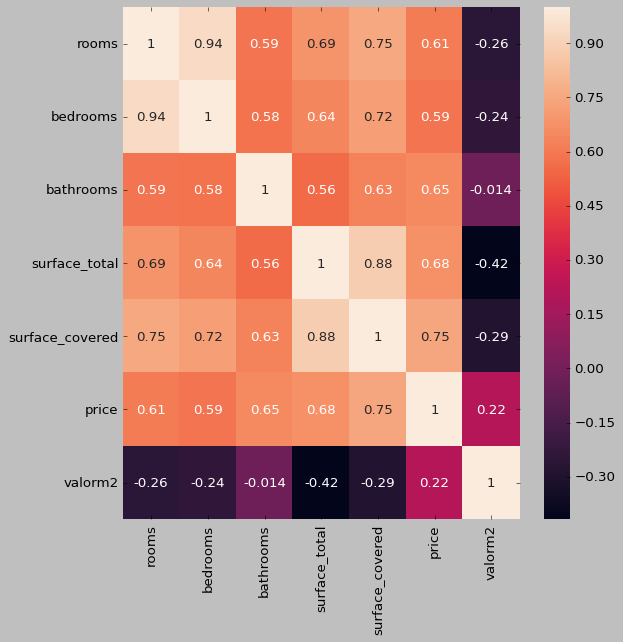 rooms 1 0.94 0.59 0.69 0.75 0.61 -0.26
bedrooms 0.94 1 0.58 0.64 0.72 0.59 -0.24
bathrooms 0.59 0.58 1 0.56 0.63 0.65 -0.014
surface_total 0.69 0.64 0.56 1 0.88 0.68 -0.42
surface_covered 0.75 0.72 0.63 0.88 1 0.75 -0.29
price 0.61 0.59 0.65 0.68 0.75 1 0.22
valorm2 -0.26 -0.24 -0.014 -0.42 -0.29 0.22 1
rooms
bedrooms
bathrooms
surface_total
surface_covered
price
valorm2
0.90
0.75
0.60
0.45
0.30
0.15
0.00
−0.15
−0.30